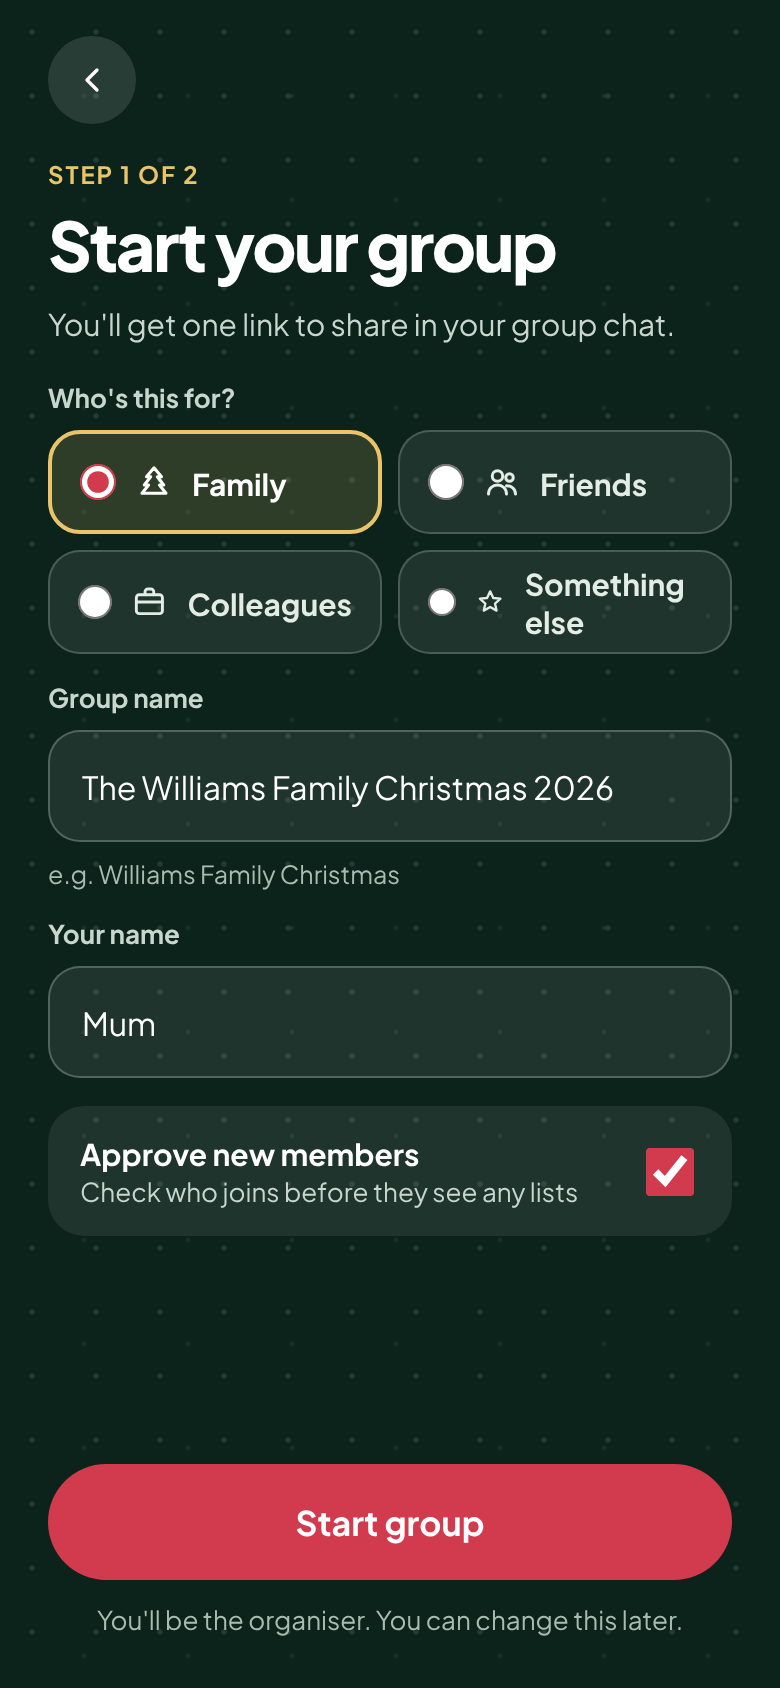 STEP 1 OF 2
Start your group
You'll get one link to share in your group chat.
Who's this for?
Family
Friends
Colleagues
Something
else
Group name
The Williams Family Christmas 2026
e.g. Williams Family Christmas
Your name
Mum
Approve new members
Check who joins before they see any lists
Start group
You'll be the organiser. You can change this later.